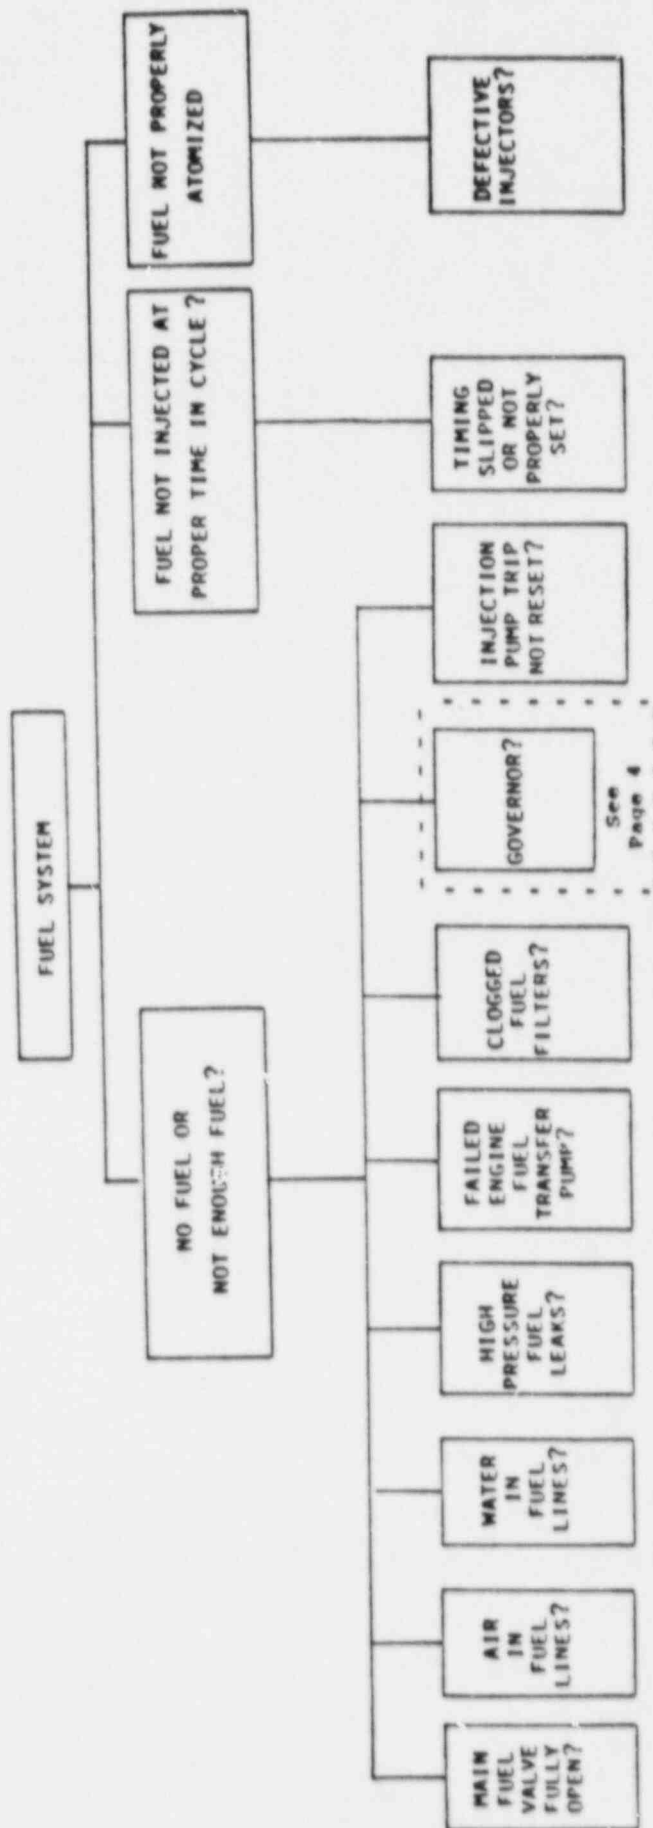 FUEL SYSTEM
NO FUEL OR
NOT ENOUGH FUEL?
FUEL NOT INJECTED AT
PROPER TIME IN CYCLE?
FUEL NOT PROPERLY
ATOMIZED
MAIN
FUEL
VALVE
FULLY
OPEN?
AIR
IN
FUEL
LINES?
WATER
IN
FUEL
LINES?
HIGH
PRESSURE
FUEL
LEAKS?
FAILED
ENGINE
FUEL
TRANSFER
PUMP?
CLOGGED
FUEL
FILTERS?
GOVERNOR?
See
Page 4
INJECTION
PUMP TRIP
NOT RESET?
TIMING
SLIPPED
OR NOT
PROPERLY
SET?
DEFECTIVE
INJECTORS?